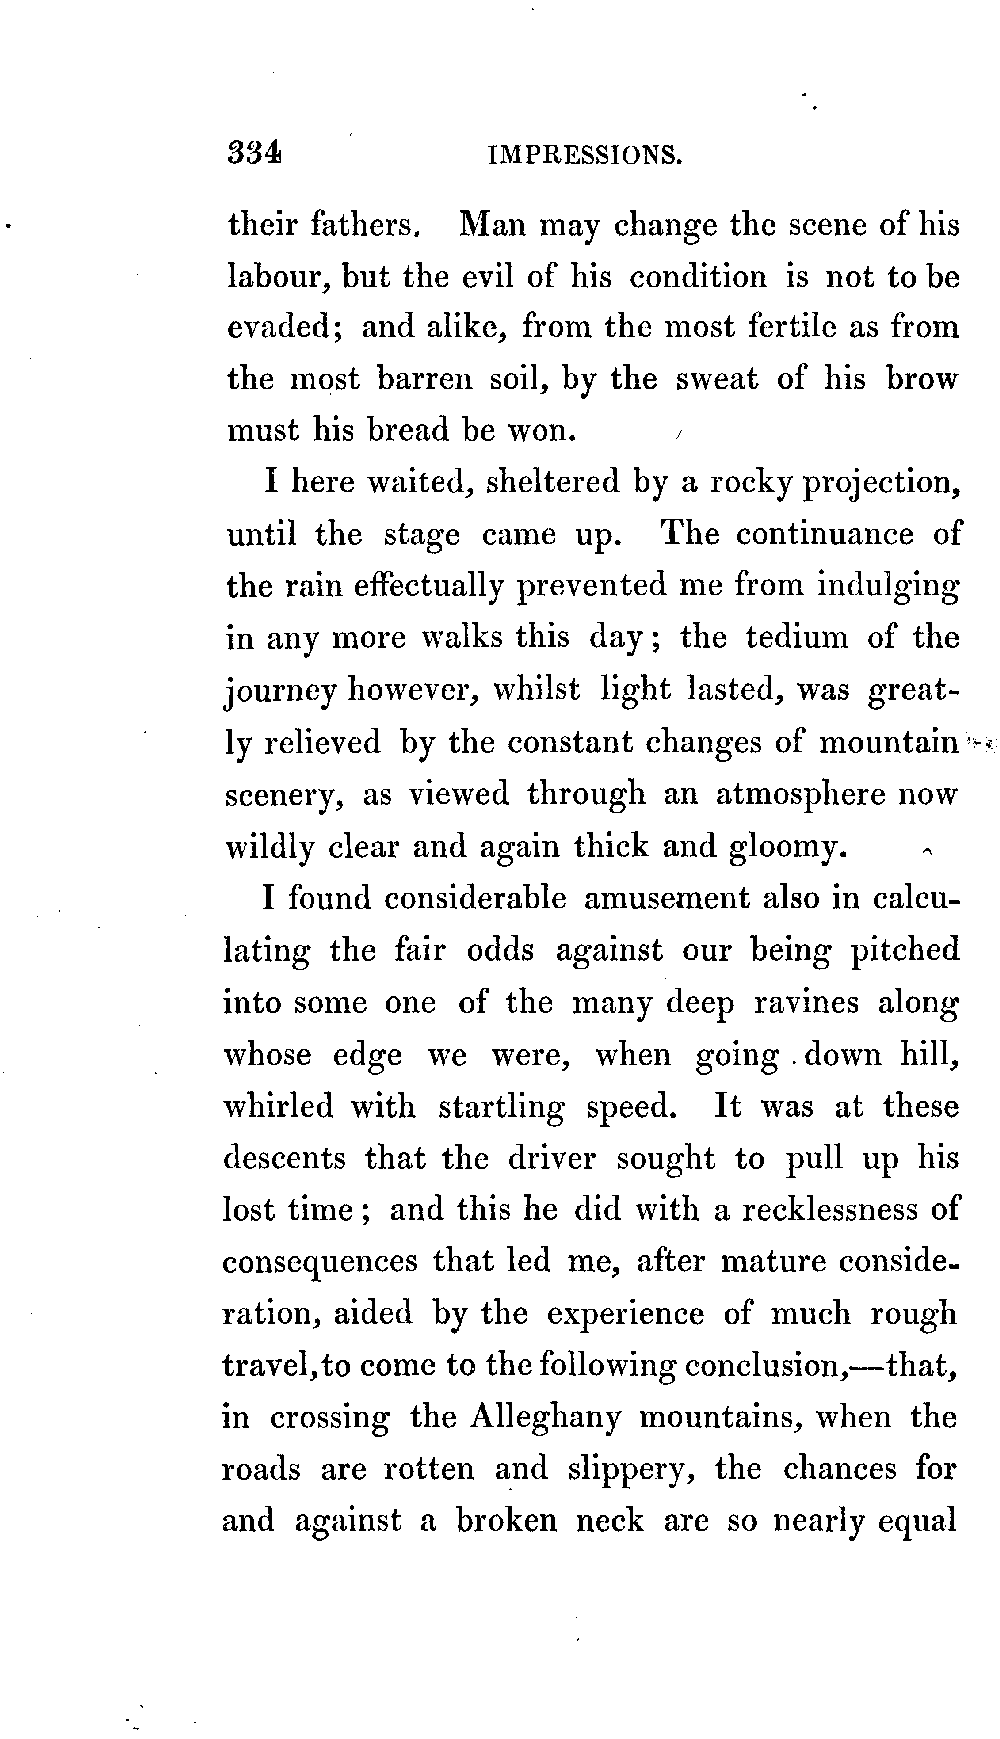 334 IMPRESSIONS.
their fathers. Man may change the scene of his
labour, but the evil of his condition is not to be
evaded; and alike, from the most fertile as from
the most barren soil, by the sweat of his brow
must his bread be won.
I here waited, sheltered by a rocky projection,
until the stage came up. The continuance of
the rain effectually prevented me from indulging
in any more walks this day; the tedium of the
journey however, whilst light lasted, was great-
ly relieved by the constant changes of mountain
scenery, as viewed through an atmosphere now
wildly clear and again thick and gloomy.
I found considerable amusement also in calcu-
lating the fair odds against our being pitched
into some one of the many deep ravines along
whose edge we were, when going down hill,
whirled with startling speed. It was at these
descents that the driver sought to pull up his
lost time; and this he did with a recklessness of
consequences that led me, after mature conside-
ration, aided by the experience of much rough
travel, to come to the following conclusion,—that,
in crossing the Alleghany mountains, when the
roads are rotten and slippery, the chances for
and against a broken neck are so nearly equal